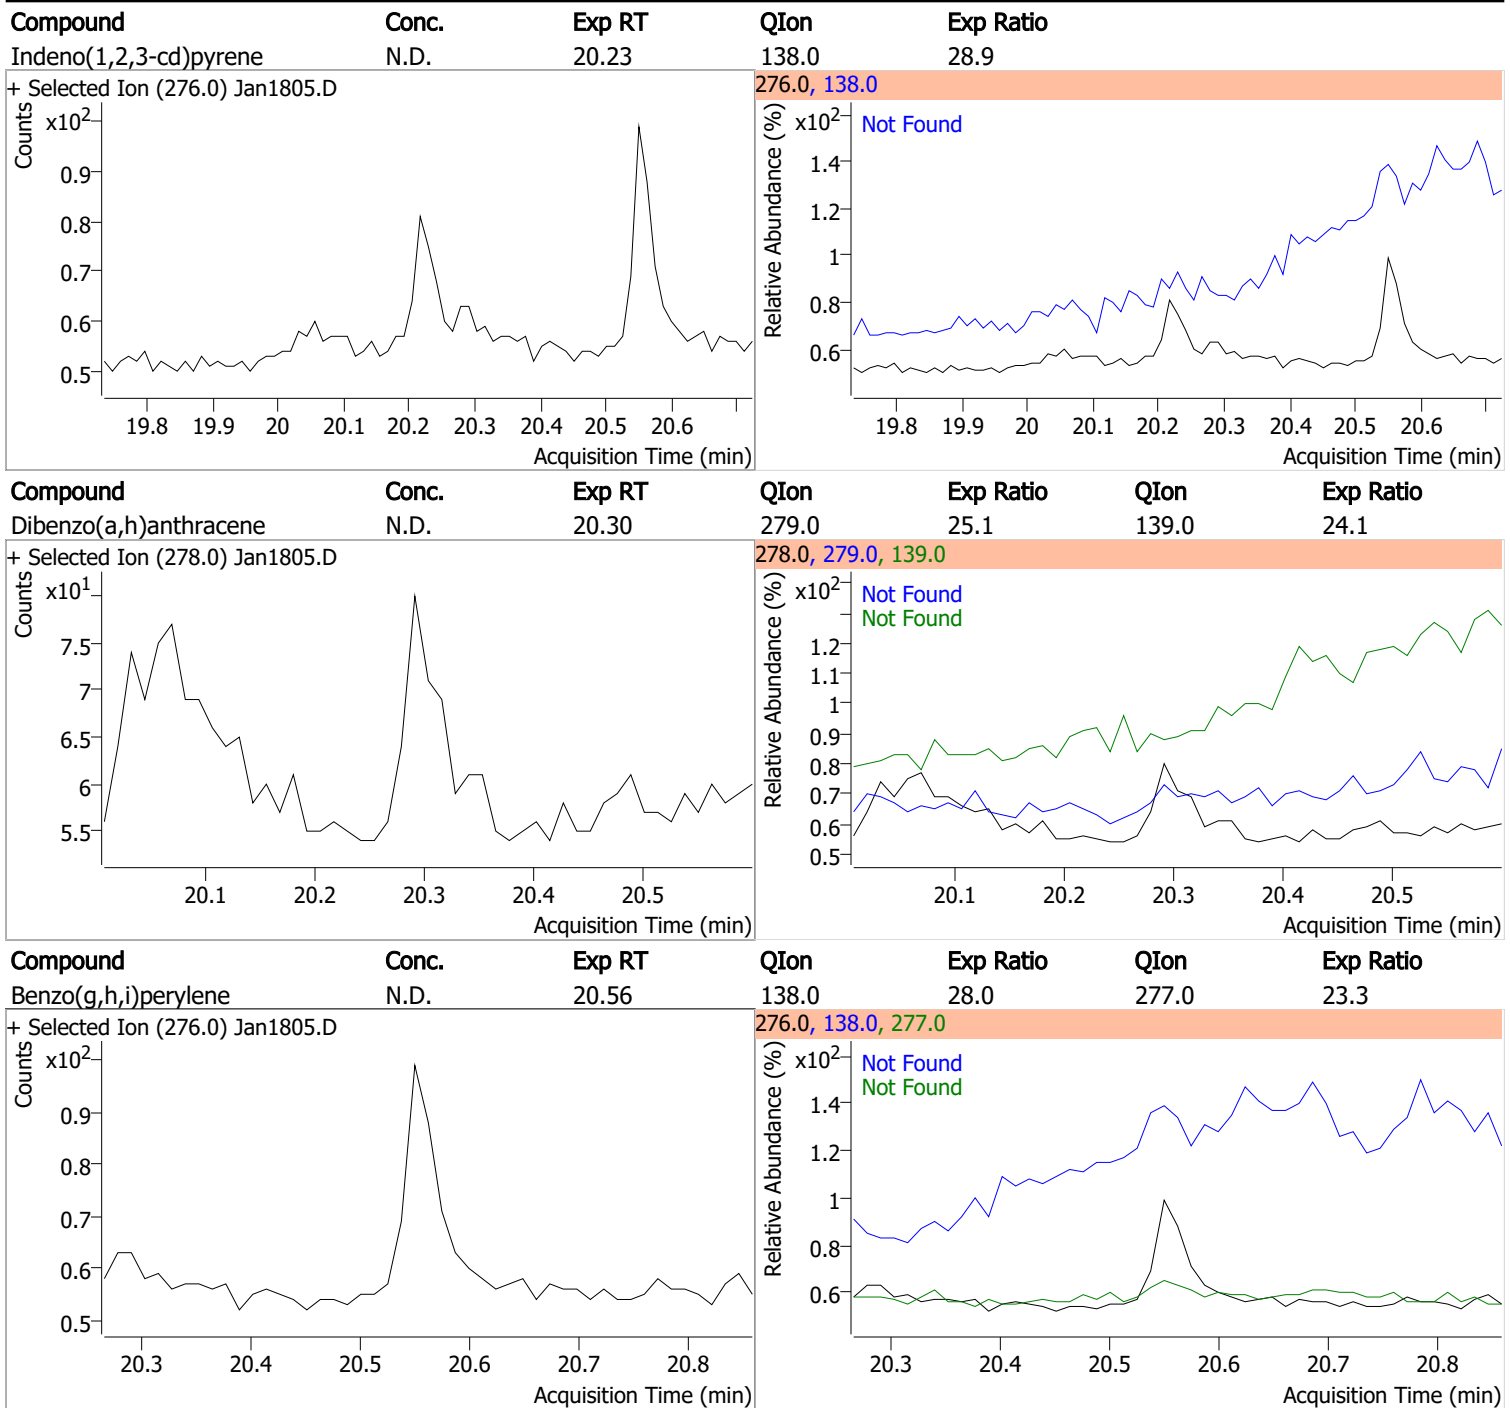 Compound Conc. Exp RT QIon Exp Ratio
Indeno(1,2,3-cd)pyrene N.D. 20.23 138.0 28.9
+ Selected Ion (276.0) Jan1805.D
Counts
x10²
0.9
0.8
0.7
0.6
0.5
19.8 19.9 20 20.1 20.2 20.3 20.4 20.5 20.6
Acquisition Time (min)
276.0, 138.0
Relative Abundance (%)
x10²
Not Found
1.4
1.2
1
0.8
0.6
19.8 19.9 20 20.1 20.2 20.3 20.4 20.5 20.6
Acquisition Time (min)
Compound Conc. Exp RT QIon Exp Ratio QIon Exp Ratio
Dibenzo(a,h)anthracene N.D. 20.30 279.0 25.1 139.0 24.1
+ Selected Ion (278.0) Jan1805.D
Counts
x10¹
7.5
7
6.5
6
5.5
20.1 20.2 20.3 20.4 20.5
Acquisition Time (min)
278.0, 279.0, 139.0
Relative Abundance (%)
x10²
Not Found
Not Found
1.2
1.1
1
0.9
0.8
0.7
0.6
0.5
20.1 20.2 20.3 20.4 20.5
Acquisition Time (min)
Compound Conc. Exp RT QIon Exp Ratio QIon Exp Ratio
Benzo(g,h,i)perylene N.D. 20.56 138.0 28.0 277.0 23.3
+ Selected Ion (276.0) Jan1805.D
Counts
x10²
0.9
0.8
0.7
0.6
0.5
20.3 20.4 20.5 20.6 20.7 20.8
Acquisition Time (min)
276.0, 138.0, 277.0
Relative Abundance (%)
x10²
Not Found
Not Found
1.4
1.2
1
0.8
0.6
20.3 20.4 20.5 20.6 20.7 20.8
Acquisition Time (min)